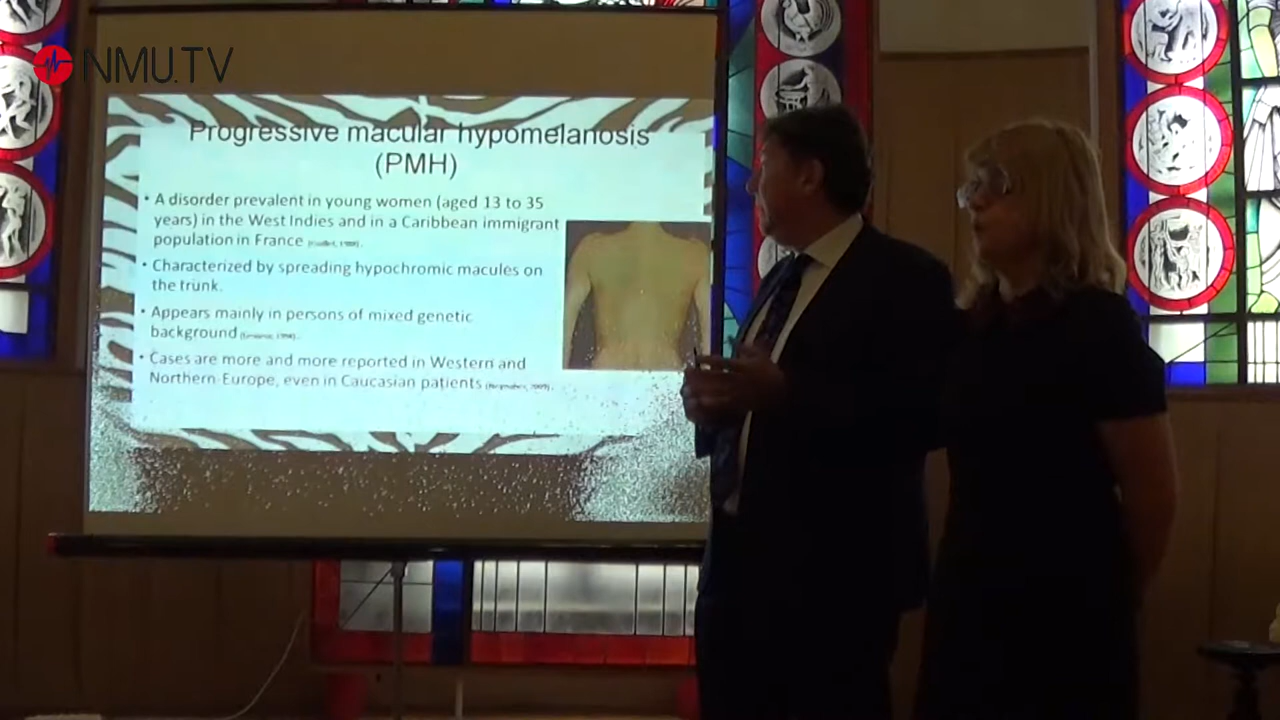 NMU.TV
Progressive macular hypomelanosis
(PMH)
• A disorder prevalent in young women (aged 13 to 35
years) in the West Indies and in a Caribbean immigrant
population in France
• Characterized by spreading hypochromic macules on
the trunk.
• Appears mainly in persons of mixed genetic
background
• Cases are more and more reported in Western and
Northern Europe, even in Caucasian patients